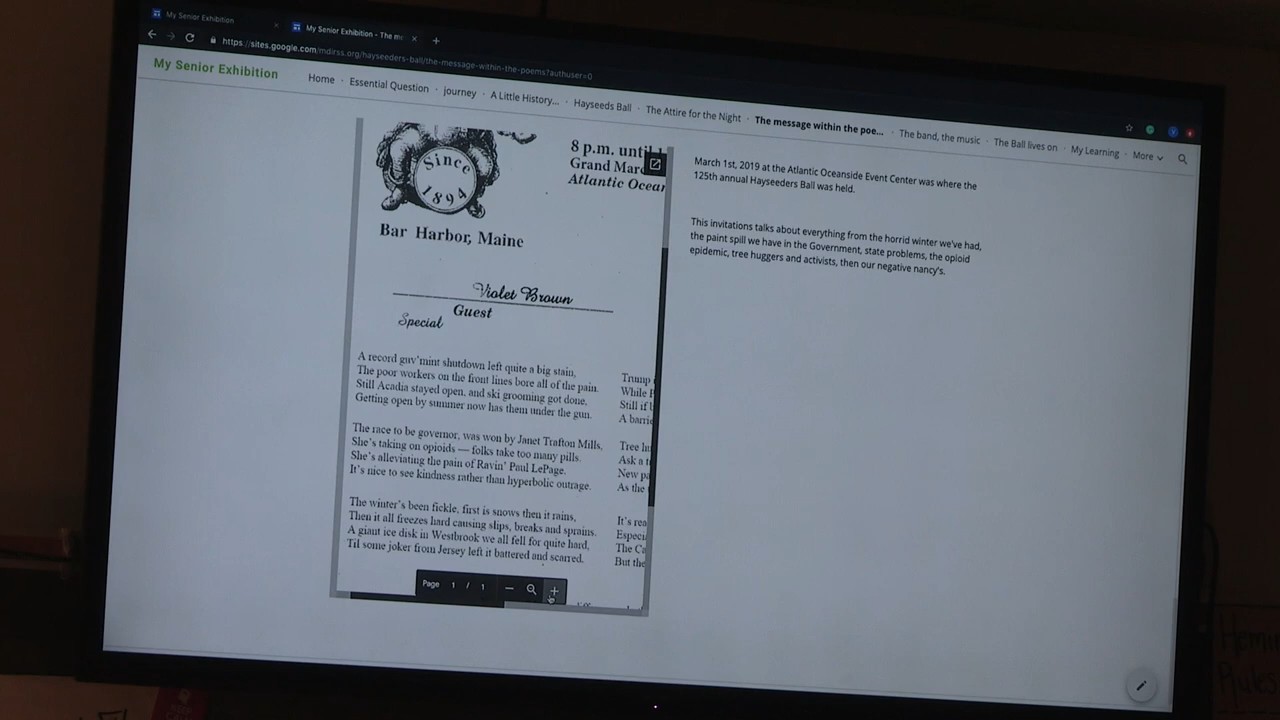 My Senior Exhibition
My Senior Exhibition - The m
https://sites.google.com/mdirss.org/hayseeders-ball/the-message-within-the-poems?authuser=0
My Senior Exhibition
Home · Essential Question · journey · A Little History... · Hayseeds Ball · The Attire for the Night · The message within the poe... · The band, the music · The Ball lives on · My Learning · More
Since
1894
Bar Harbor, Maine
8 p.m. until
Grand Mar
Atlantic Ocean
Violet Brown
Special Guest
A record guv'mint shutdown left quite a big stain,
The poor workers on the front lines bore all of the pain.
Still Acadia stayed open, and ski grooming got done,
Getting open by summer now has them under the gun.
The race to be governor, was won by Janet Trafton Mills,
She's taking on opioids — folks take too many pills.
She's alleviating the pain of Ravin' Paul LePage.
It's nice to see kindness rather than hyperbolic outrage.
The winter's been fickle, first is snows then it rains,
Then it all freezes hard causing slips, breaks and sprains.
A giant ice disk in Westbrook we all fell for quite hard,
Til some joker from Jersey left it battered and scarred.
Trump
While
Still if
A barri
Tree hu
Ask a t
New pa
As the
It's rea
Especi
The Ca
But the
Page 1 / 1
March 1st, 2019 at the Atlantic Oceanside Event Center was where the
125th annual Hayseeders Ball was held.
This invitations talks about everything from the horrid winter we've had,
the paint spill we have in the Government, state problems, the opioid
epidemic, tree huggers and activists, then our negative nancy's.
Rules